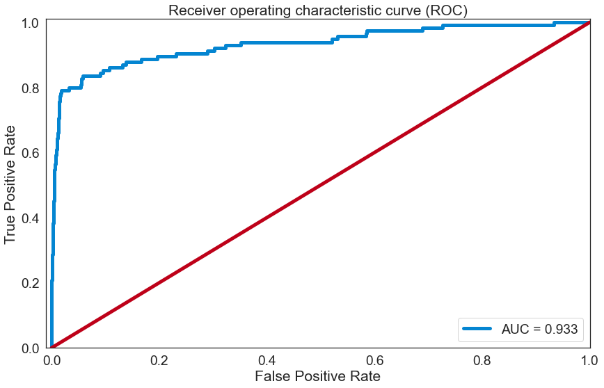 Receiver operating characteristic curve (ROC)
1.0
0.8
0.6
0.4
0.2
0.0
True Positive Rate
AUC = 0.933
0.0 0.2 0.4 0.6 0.8 1.0
False Positive Rate